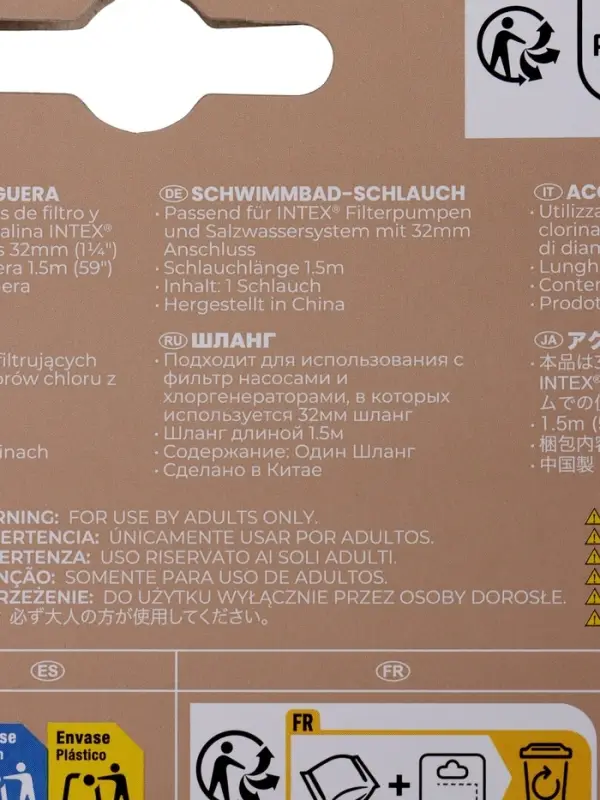 GUERA
s de filtro y
alina INTEX®
s 32mm (1¼")
era 1.5m (59")
era
DE SCHWIMMBAD-SCHLAUCH
· Passend für INTEX® Filterpumpen
und Salzwassersystem mit 32mm
Anschluss
· Schlauchlänge 1.5m
· Inhalt: 1 Schlauch
· Hergestellt in China
IT ACC
· Utilizza
clorina
di diam
· Lungh
· Conter
· Prodot
filtrujących
orów chloru z
inach
RU ШЛАНГ
· Подходит для использования с
фильтр насосами и
хлоргенераторами, в которых
используется 32мм шланг
· Шланг длиной 1.5м
· Содержание: Один Шланг
· Сделано в Китае
JA アク
· 本品は3
INTEX®
ムでの使
· 1.5m (5
· 梱包内容
· 中国製
RNING: FOR USE BY ADULTS ONLY.
ERTENCIA: ÚNICAMENTE USAR POR ADULTOS.
ERTENZA: USO RISERVATO AI SOLI ADULTI.
NÇÃO: SOMENTE PARA USO DE ADULTOS.
RZEŻENIE: DO UŻYTKU WYŁĄCZNIE PRZEZ OSOBY DOROSŁE.
必ず大人の方が使用してください。
ES
FR
se
n
Envase
Plástico
FR
+